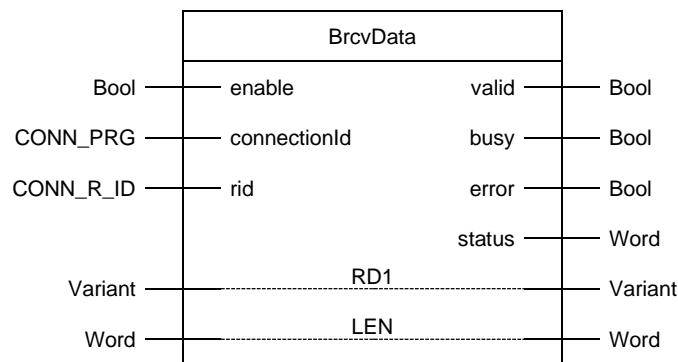 BrcvData
Bool enable valid Bool
CONN_PRG connectionId busy Bool
CONN_R_ID rid error Bool
status Word
Variant RD1 Variant
Word LEN Word